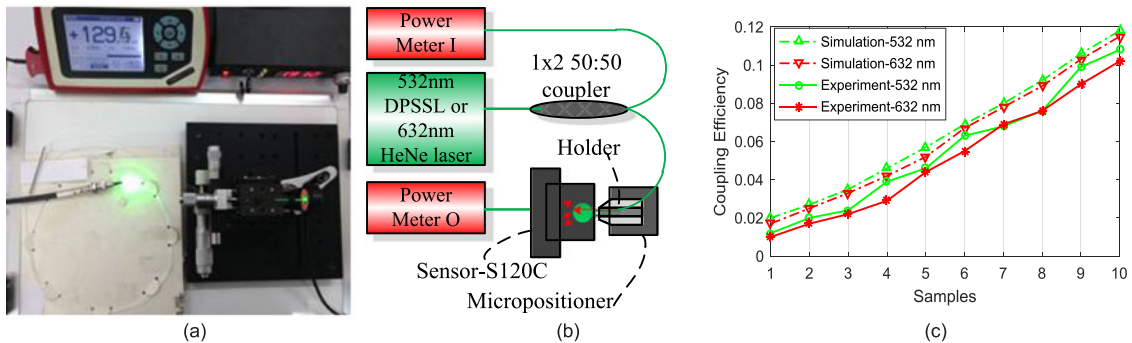 +129.6
(a)
Power
Meter I
532nm
DPSSL or
632nm
HeNe laser
Power
Meter O
1x2 50:50
coupler
Holder
Sensor-S120C
Micropositioner
(b)
Coupling Efficiency
0.12
0.1
0.08
0.06
0.04
0.02
0
Simulation-532 nm
Simulation-632 nm
Experiment-532 nm
Experiment-632 nm
1 2 3 4 5 6 7 8 9 10
Samples
(c)